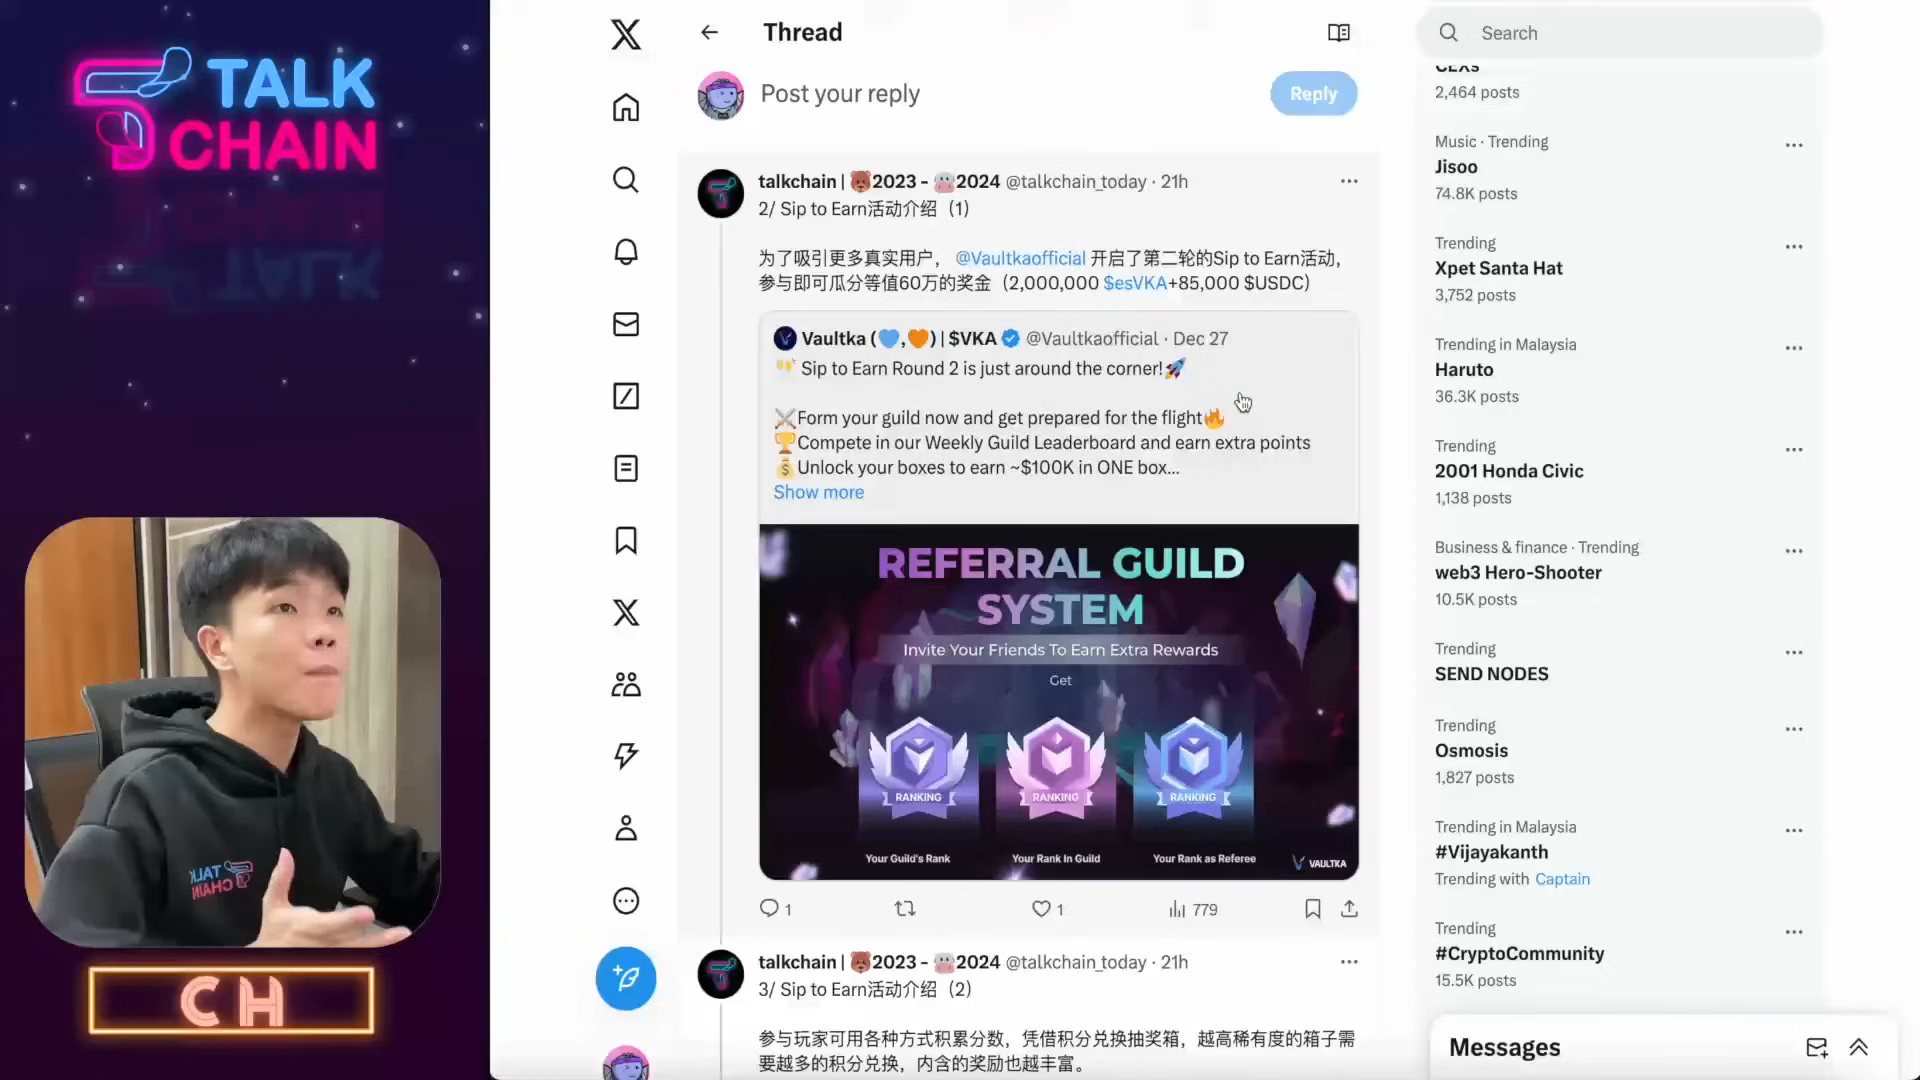 TALK
CHAIN
TALK
CHAIN
CH
Thread
Post your reply
Reply
talkchain | 🐻2023 - 🐮2024 @talkchain_today · 21h
2/ Sip to Earn活动介绍（1）
为了吸引更多真实用户， @Vaultkaofficial 开启了第二轮的Sip to Earn活动，
参与即可瓜分等值60万的奖金（2,000,000 $esVKA+85,000 $USDC）
Vaultka (🩵,🧡) | $VKA @Vaultkaofficial · Dec 27
🥂 Sip to Earn Round 2 is just around the corner!🚀
⚔️Form your guild now and get prepared for the flight🔥
🏆Compete in our Weekly Guild Leaderboard and earn extra points
💰Unlock your boxes to earn ~$100K in ONE box...
Show more
REFERRAL GUILD
SYSTEM
Invite Your Friends To Earn Extra Rewards
Get
RANKING RANKING RANKING
Your Guild's Rank Your Rank In Guild Your Rank as Referee VAULTKA
1 1 779
talkchain | 🐻2023 - 🐮2024 @talkchain_today · 21h
3/ Sip to Earn活动介绍（2）
参与玩家可用各种方式积累分数，凭借积分兑换抽奖箱，越高稀有度的箱子需
要越多的积分兑换，内含的奖励也越丰富。
Search
CEXs
2,464 posts
Music · Trending
Jisoo
74.8K posts
Trending
Xpet Santa Hat
3,752 posts
Trending in Malaysia
Haruto
36.3K posts
Trending
2001 Honda Civic
1,138 posts
Business & finance · Trending
web3 Hero-Shooter
10.5K posts
Trending
SEND NODES
Trending
Osmosis
1,827 posts
Trending in Malaysia
#Vijayakanth
Trending with Captain
Trending
#CryptoCommunity
15.5K posts
Messages